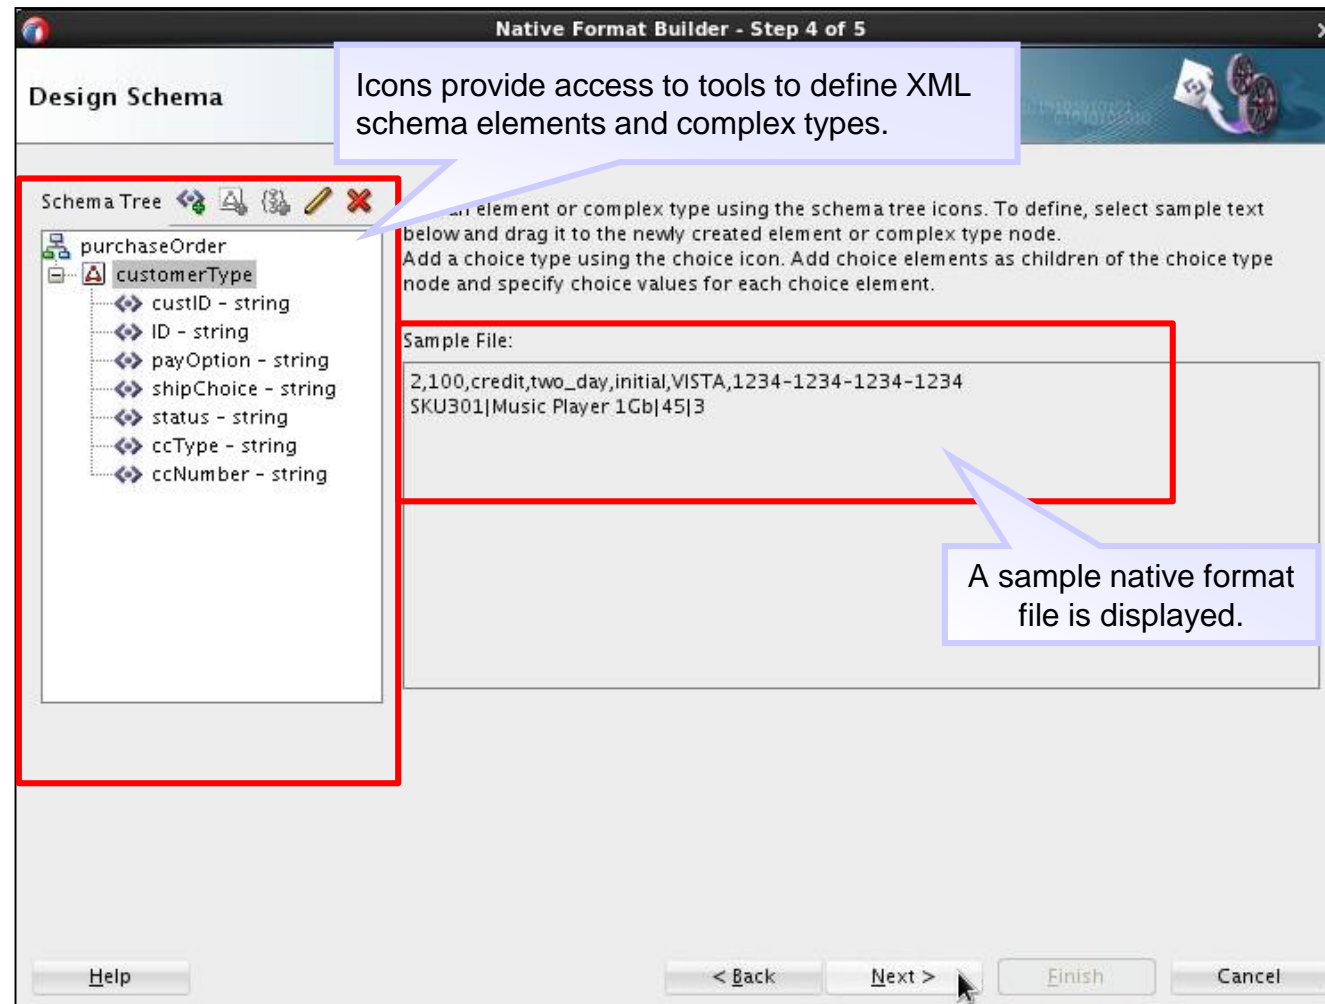 Native Format Builder - Step 4 of 5
Design Schema
Icons provide access to tools to define XML
schema elements and complex types.
Schema Tree
purchaseOrder
customerType
custID - string
ID - string
payOption - string
shipChoice - string
status - string
ccType - string
ccNumber - string
element or complex type using the schema tree icons. To define, select sample text
below and drag it to the newly created element or complex type node.
Add a choice type using the choice icon. Add choice elements as children of the choice type
node and specify choice values for each choice element.
Sample File:
2,100,credit,two_day,initial,VISTA,1234-1234-1234-1234
SKU301|Music Player 1Gb|45|3
A sample native format
file is displayed.
Help
< Back
Next >
Finish
Cancel